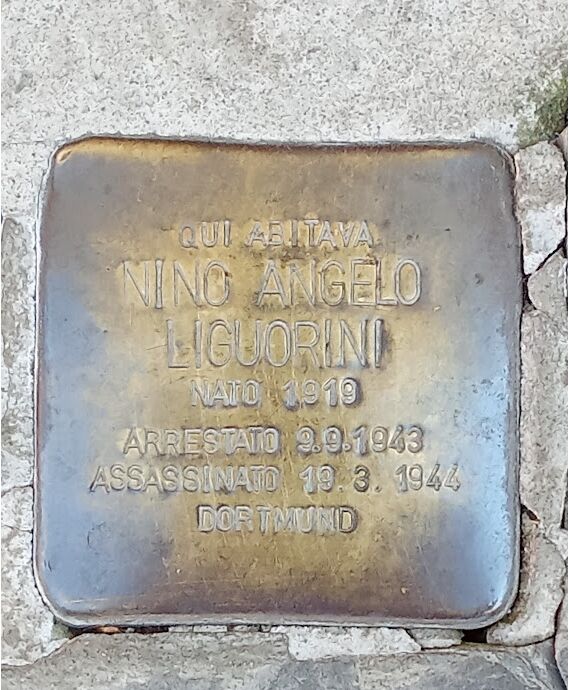 QUI ABITAVA
NINO ANGELO
LIGUORINI
NATO 1919
ARRESTATO 9.9.1943
ASSASSINATO 19.3.1944
DORTMUND